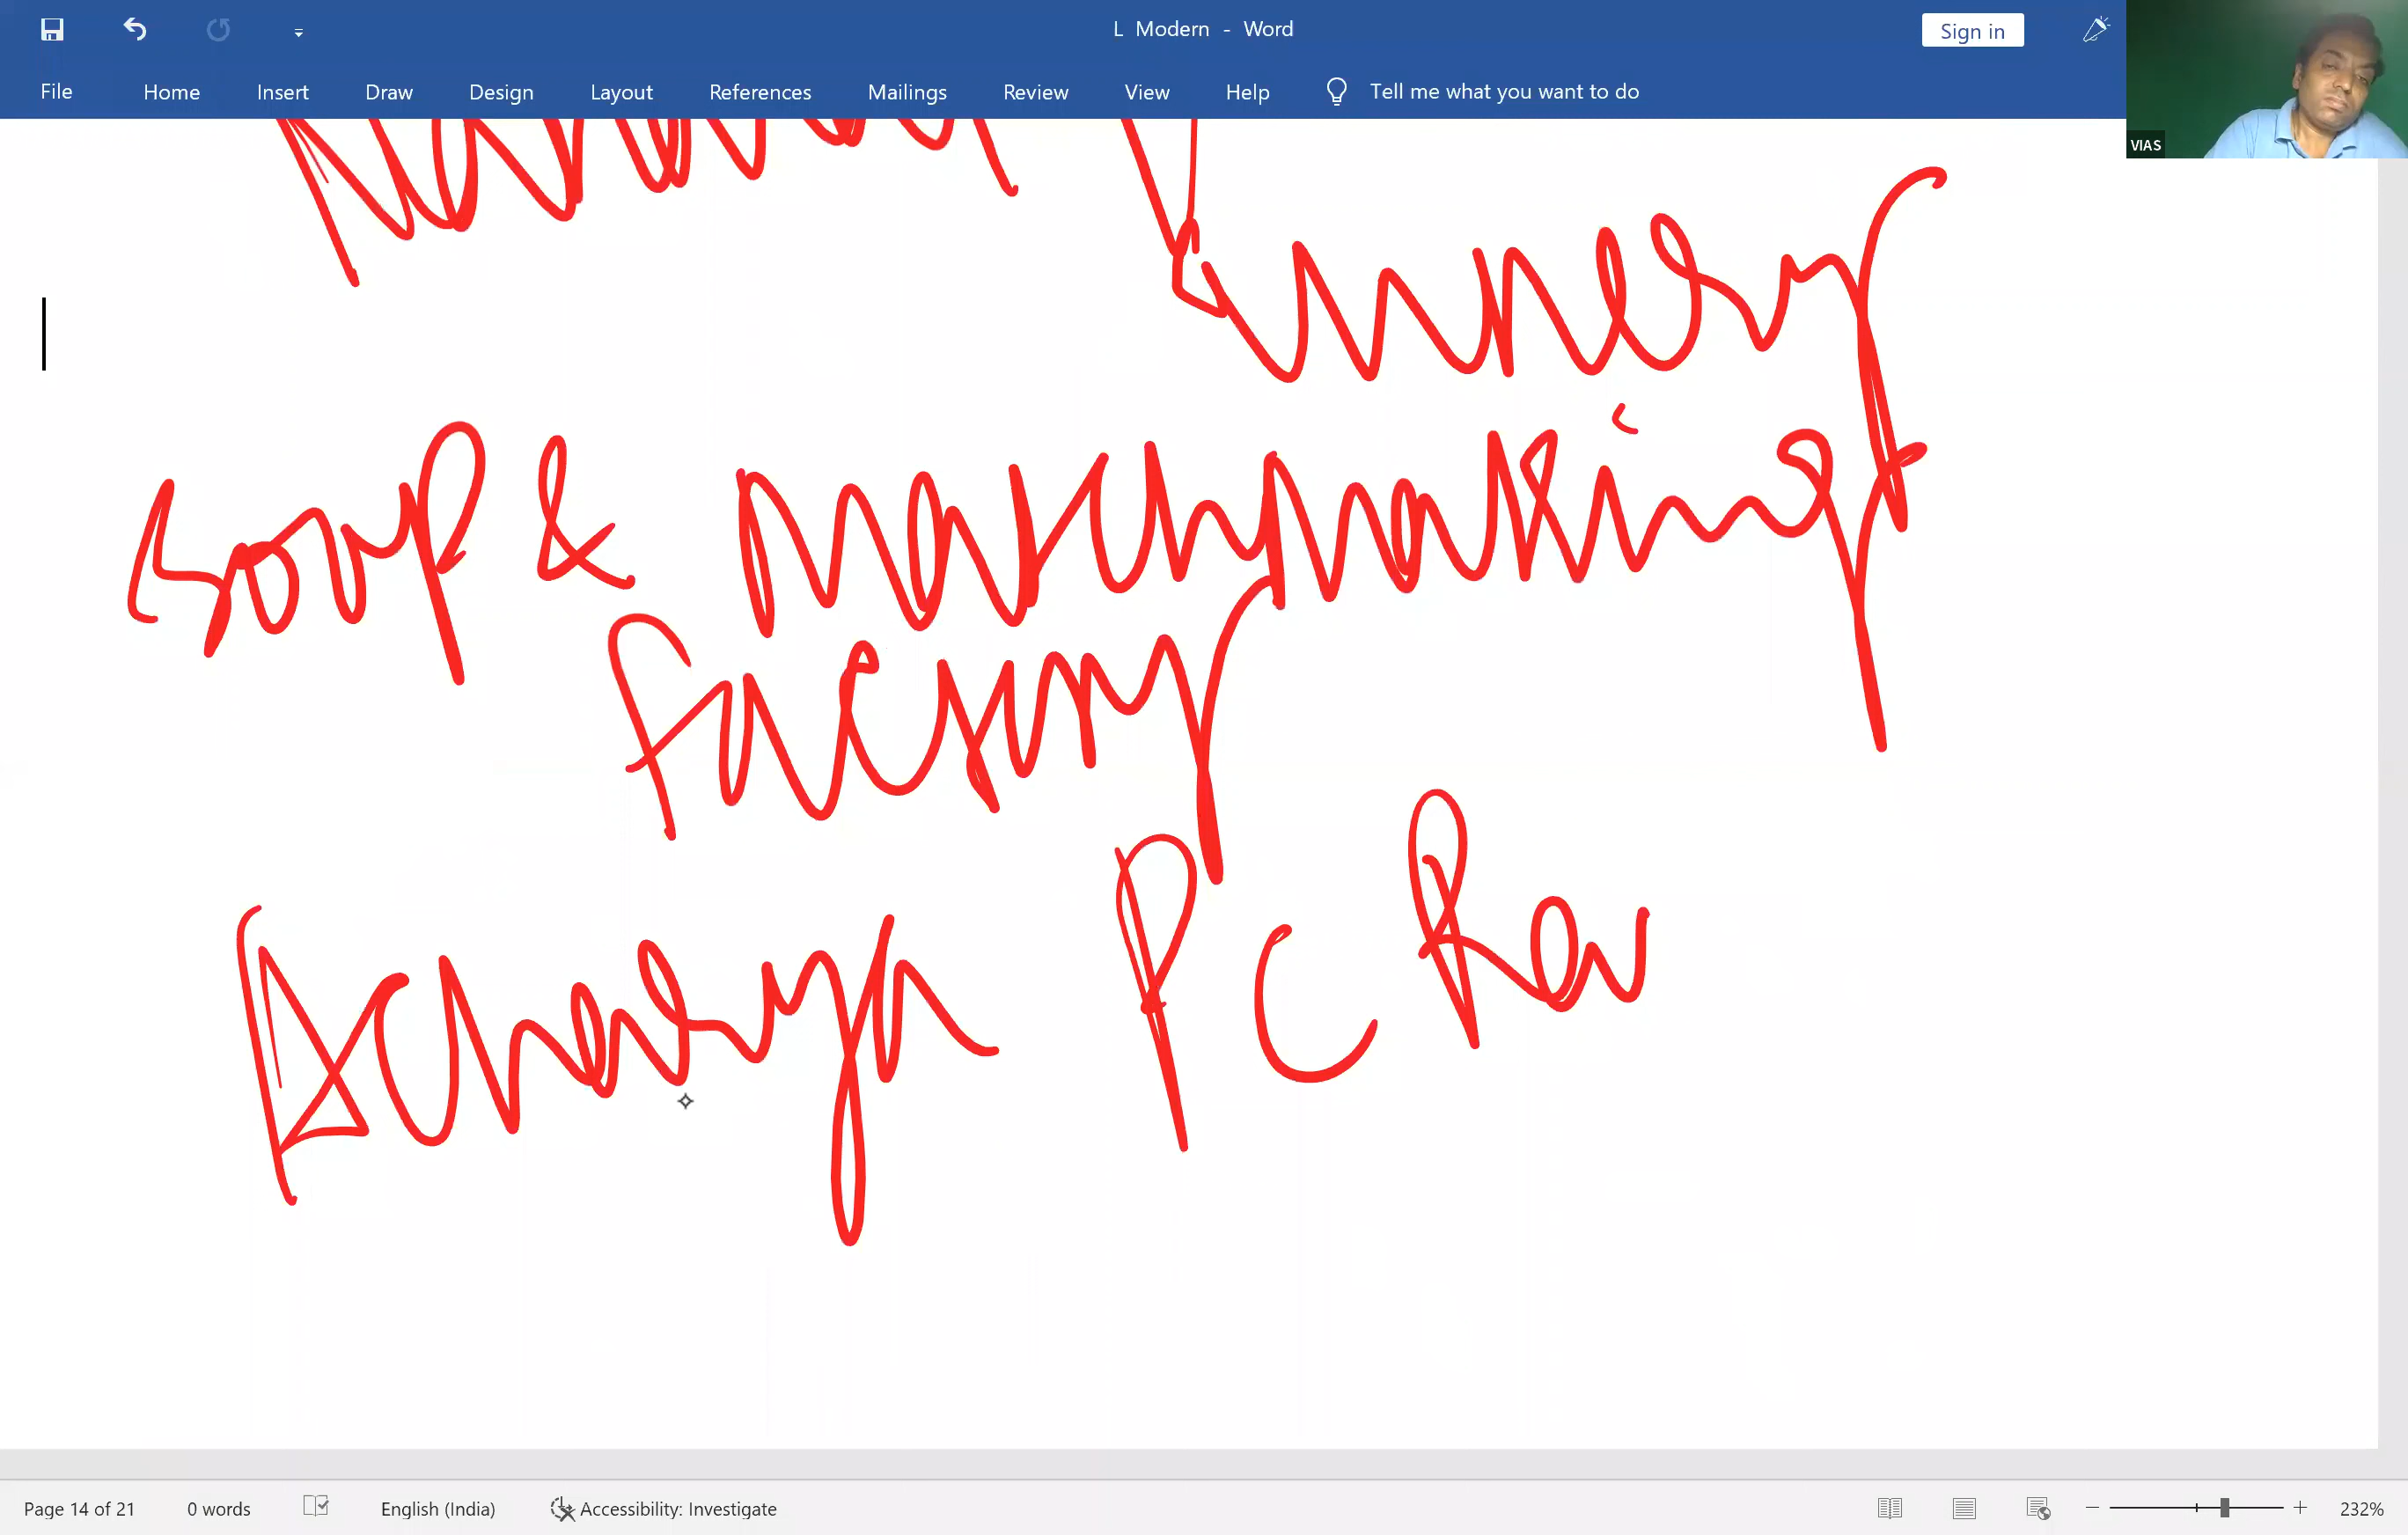 L Modern - Word
Sign in
File Home Insert Draw Design Layout References Mailings Review View Help Tell me what you want to do
VIAS
Tannery
Soap & Matchmaking
Factory
Acharya P C Ray
Page 14 of 21 0 words English (India) Accessibility: Investigate 232%